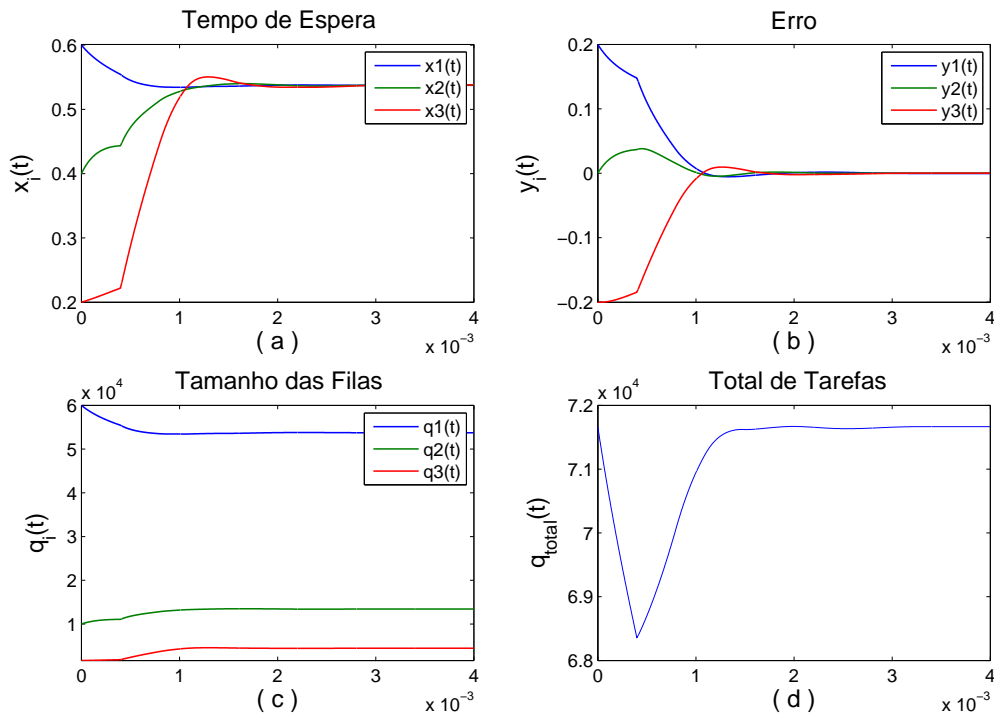 Tempo de Espera
0.6
0.5
0.4
0.3
0.2
x_i(t)
x1(t)
x2(t)
x3(t)
0
1
2
3
4
x 10^−3
( a )
Erro
0.2
0.1
0
−0.1
−0.2
y_i(t)
y1(t)
y2(t)
y3(t)
0
1
2
3
4
x 10^−3
( b )
Tamanho das Filas
x 10^4
6
5
4
3
2
1
q_i(t)
q1(t)
q2(t)
q3(t)
0
1
2
3
4
x 10^−3
( c )
Total de Tarefas
x 10^4
7.2
7.1
7
6.9
6.8
q_total(t)
0
1
2
3
4
x 10^−3
( d )